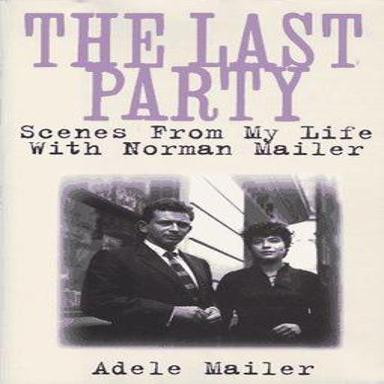 THE LAST
PARTY
Scenes From My Life
With Norman Mailer
Adele Mailer